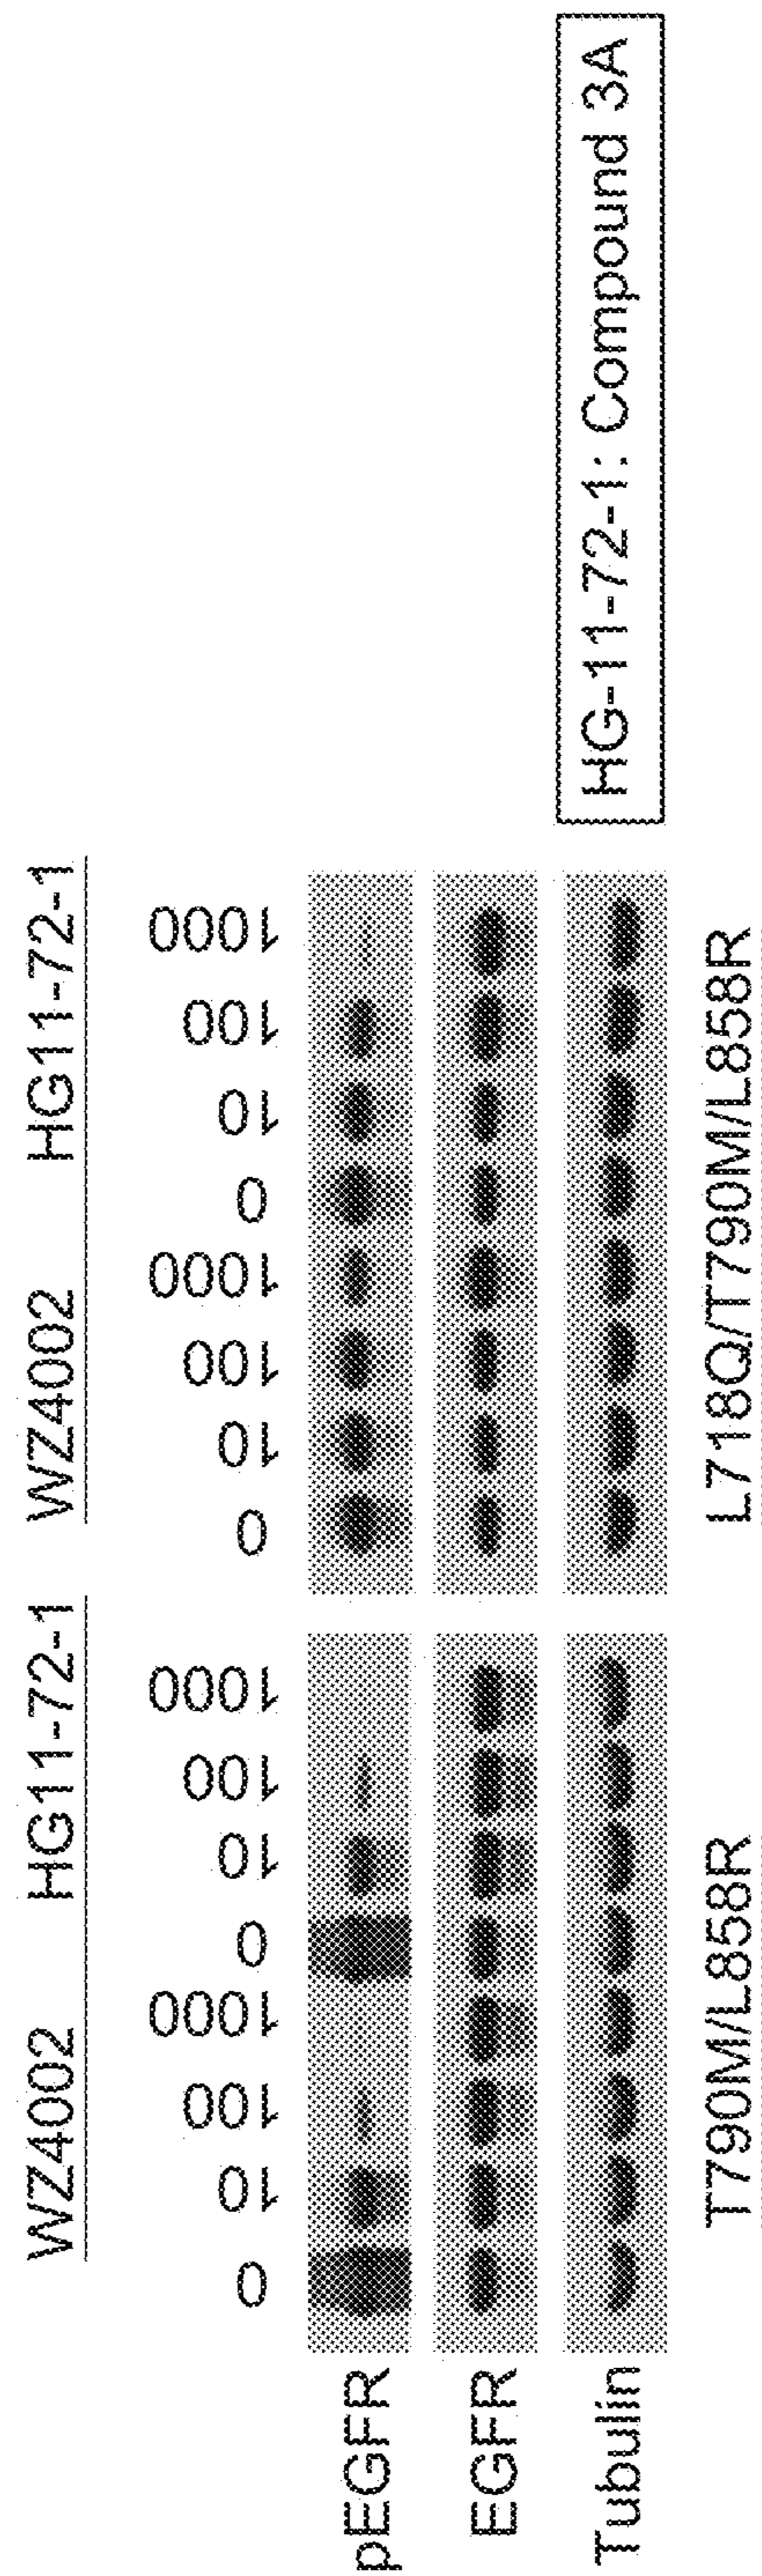 WZ4002 HG11-72-1 WZ4002 HG11-72-1
0 10 100 1000 0 10 100 1000 0 10 100 1000 0 10 100 1000
pEGFR
EGFR
Tubulin
T790M/L858R L718Q/T790M/L858R
HG-11-72-1: Compound 3A